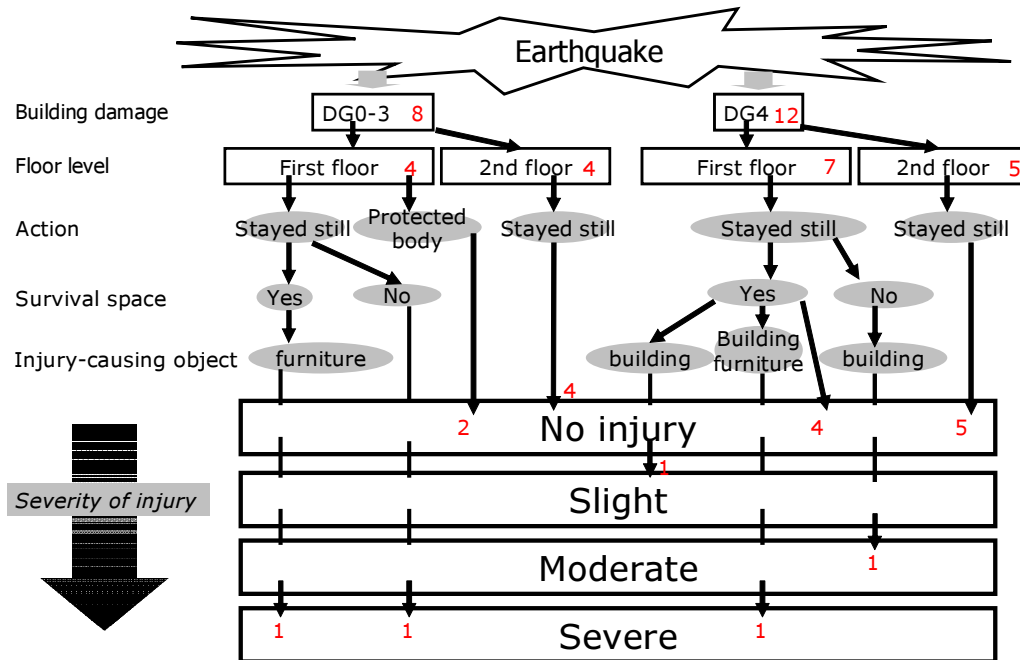 Earthquake
Building damage DG0-3 8 DG4 12
Floor level First floor 4 2nd floor 4 First floor 7 2nd floor 5
Action Stayed still Protected body Stayed still Stayed still Stayed still
Survival space Yes No Yes No
Injury-causing object furniture building Building furniture building
4
No injury 2 4 5
1
Severity of injury
Slight
Moderate 1
Severe 1 1 1